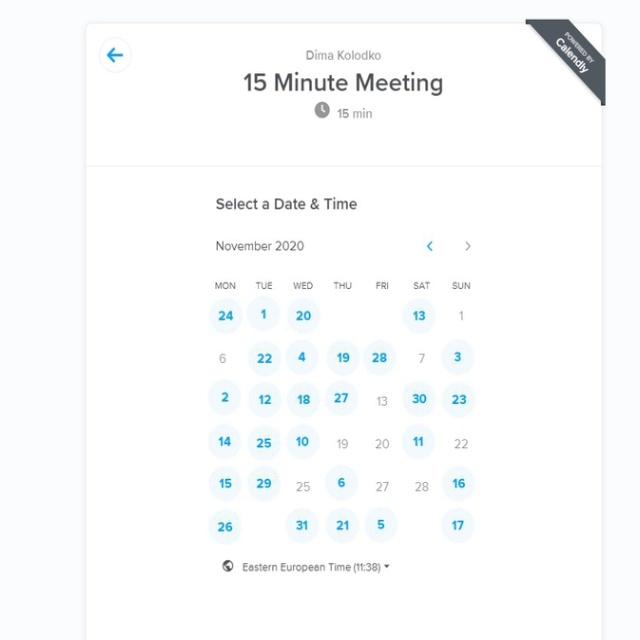 POWERED BY
Calendly
Dima Kolodko
15 Minute Meeting
15 min
Select a Date & Time
November 2020
MON TUE WED THU FRI SAT SUN
24 1 20 13 1
6 22 4 19 28 7 3
2 12 18 27 13 30 23
14 25 10 19 20 11 22
15 29 25 6 27 28 16
26 31 21 5 17
Eastern European Time (11:38)